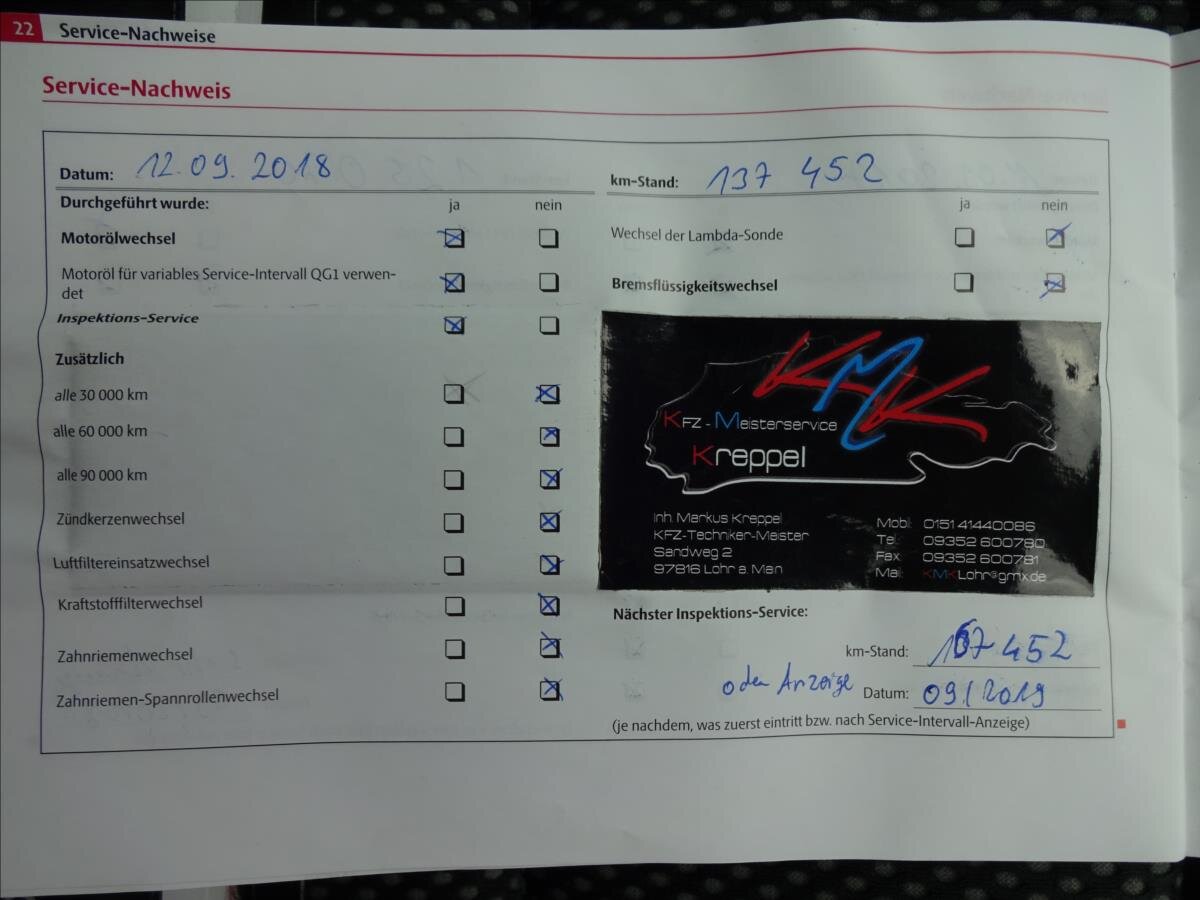 22 Service-Nachweise
Service-Nachweis
Datum: 12.09.2018
Durchgeführt wurde: ja nein
Motorölwechsel
Motoröl für variables Service-Intervall QG1 verwen-
det
Inspektions-Service
Zusätzlich
alle 30 000 km
alle 60 000 km
alle 90 000 km
Zündkerzenwechsel
Luftfiltereinsatzwechsel
Kraftstofffilterwechsel
Zahnriemenwechsel
Zahnriemen-Spannrollenwechsel
km-Stand: 137 452
ja nein
Wechsel der Lambda-Sonde
Bremsflüssigkeitswechsel
KMK
KFZ - Meisterservice
Kreppel
Inh. Markus Kreppel
KFZ-Techniker-Meister
Sandweg 2
97816 Lohr a. Main
Mobil: 0151 41440086
Tel: 09352 600780
Fax: 09352 600781
Mail: KMKLohr@gmx.de
Nächster Inspektions-Service:
km-Stand: 167 452
oder Anzeige Datum: 09/2019
(je nachdem, was zuerst eintritt bzw. nach Service-Intervall-Anzeige)